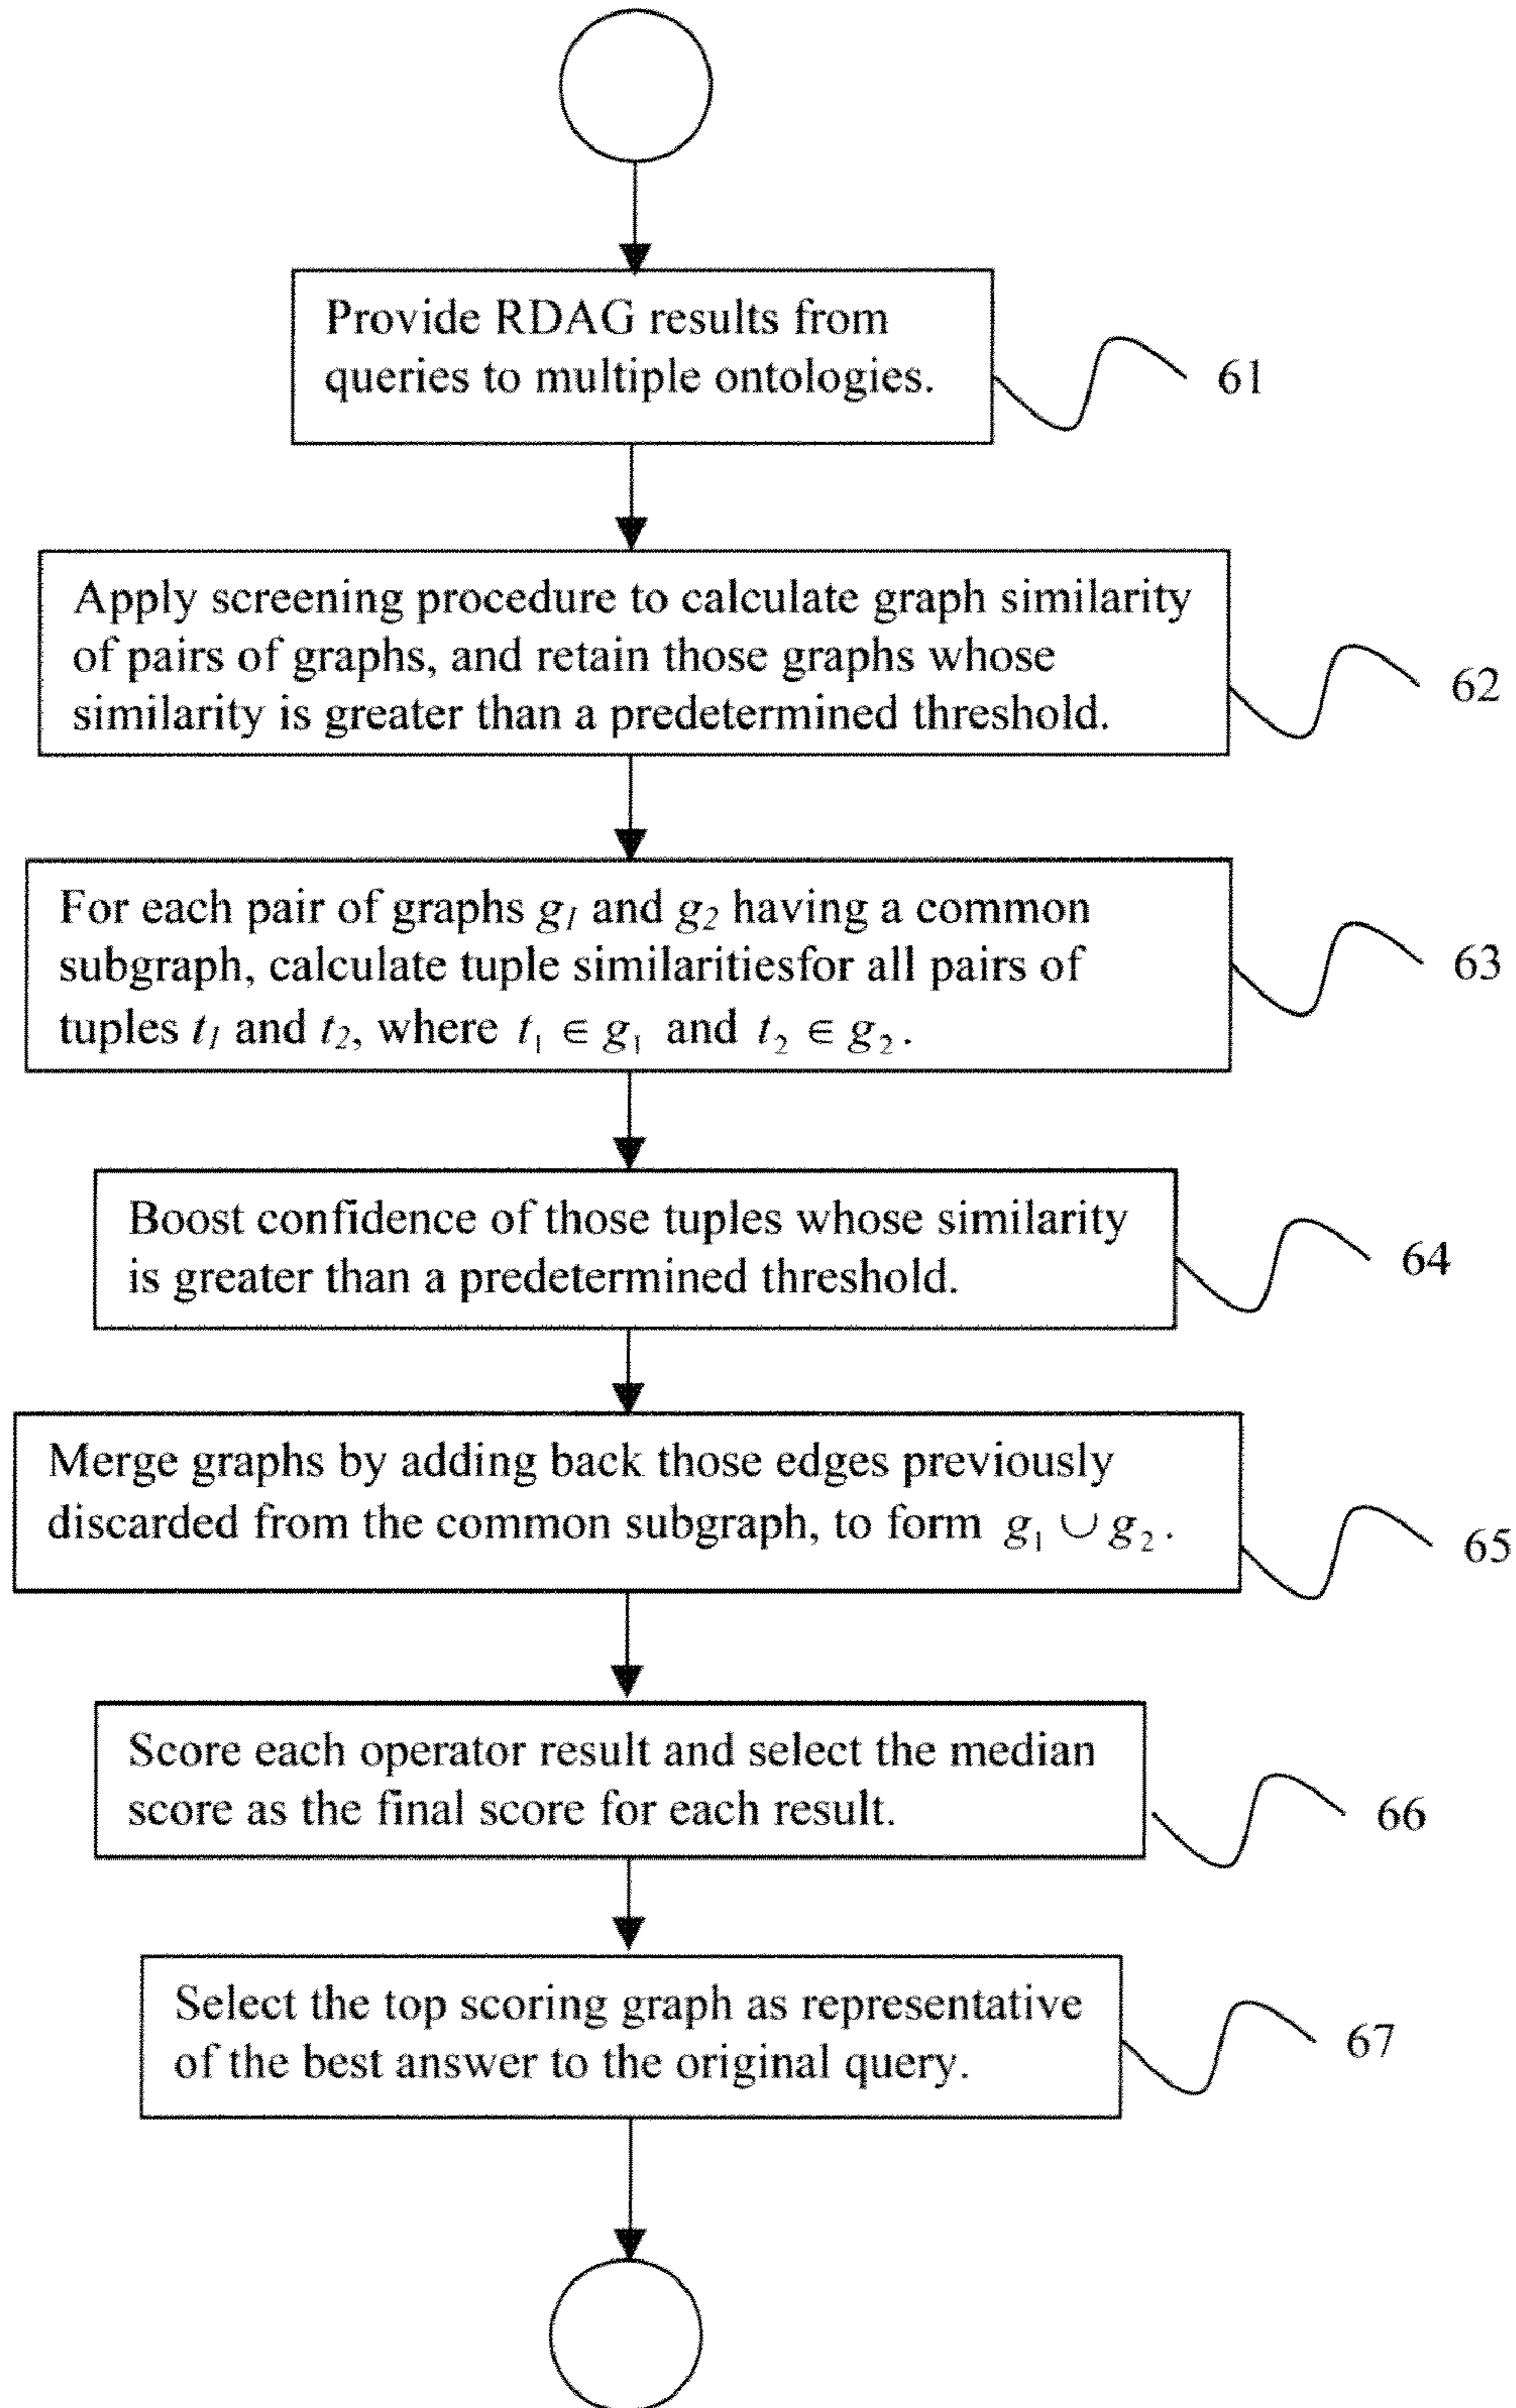 Provide RDAG results from
queries to multiple ontologies.
61
Apply screening procedure to calculate graph similarity
of pairs of graphs, and retain those graphs whose
similarity is greater than a predetermined threshold.
62
For each pair of graphs g1 and g2 having a common
subgraph, calculate tuple similaritiesfor all pairs of
tuples t1 and t2, where t1 ∈ g1 and t2 ∈ g2.
63
Boost confidence of those tuples whose similarity
is greater than a predetermined threshold.
64
Merge graphs by adding back those edges previously
discarded from the common subgraph, to form g1 ∪ g2.
65
Score each operator result and select the median
score as the final score for each result.
66
Select the top scoring graph as representative
of the best answer to the original query.
67